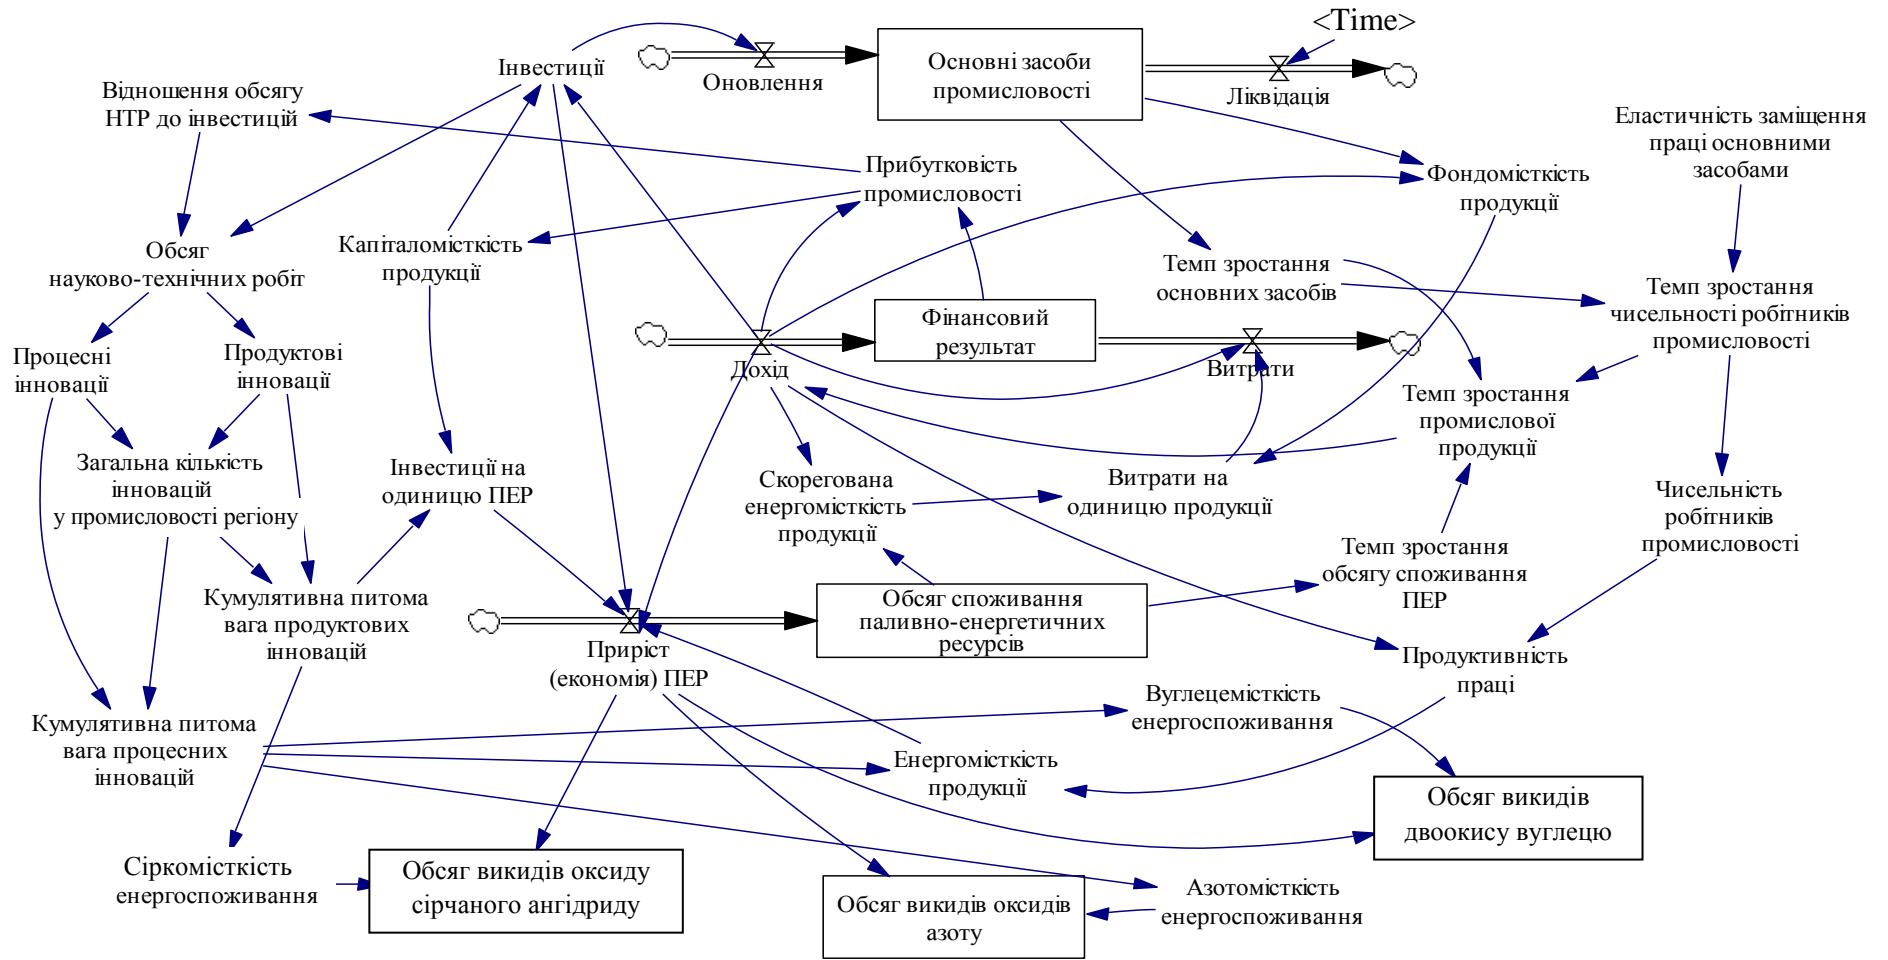 <Time>
Інвестиції
Оновлення
Основні засоби
промисловості
Ліквідація
Відношення обсягу
НТР до інвестицій
Еластичність заміщення
праці основними
засобами
Прибутковість
промисловості
Фондомісткість
продукції
Обсяг
науково-технічних робіт
Капіталомісткість
продукції
Темп зростання
основних засобів
Темп зростання
чисельності робітників
промисловості
Фінансовий
результат
Процесні
інновації
Продуктові
інновації
Дохід
Витрати
Темп зростання
промислової
продукції
Загальна кількість
інновацій
у промисловості регіону
Інвестиції на
одиницю ПЕР
Скорегована
енергомісткість
продукції
Витрати на
одиницю продукції
Чисельність
робітників
промисловості
Темп зростання
обсягу споживання
ПЕР
Кумулятивна питома
вага продуктових
інновацій
Обсяг споживання
паливно-енергетичних
ресурсів
Приріст
(економія) ПЕР
Продуктивність
праці
Вуглецемісткість
енергоспоживання
Кумулятивна питома
вага процесних
інновацій
Енергомісткість
продукції
Обсяг викидів
двоокису вуглецю
Сіркомісткість
енергоспоживання
Обсяг викидів оксиду
сірчаного ангідриду
Обсяг викидів оксидів
азоту
Азотомісткість
енергоспоживання